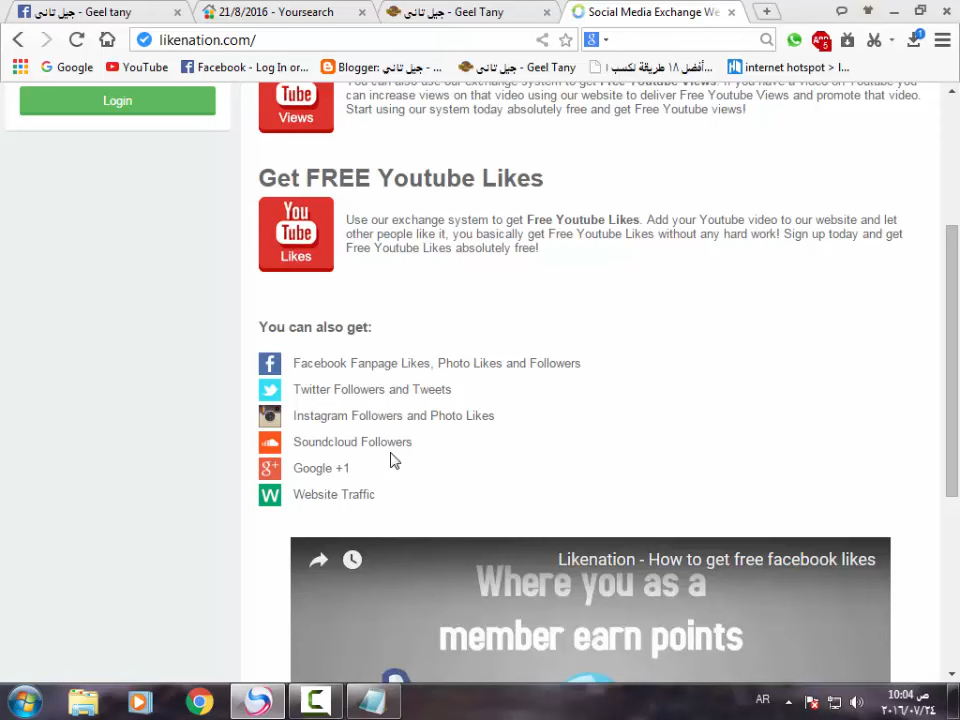 Geel tany - جيل تانى
21/8/2016 - Yoursearch
جيل تانى - Geel Tany
Social Media Exchange We
likenation.com/
Google
YouTube
Facebook - Log In or...
Blogger: جيل تانى - ...
جيل تانى - Geel Tany
أفضل ١٨ طريقة لكسب ا...
internet hotspot > I...
Login
You Tube Views
can increase views on that video using our website to deliver Free Youtube Views and promote that video.
Start using our system today absolutely free and get Free Youtube views!
Get FREE Youtube Likes
You
Tube
Likes
Use our exchange system to get Free Youtube Likes. Add your Youtube video to our website and let
other people like it, you basically get Free Youtube Likes without any hard work! Sign up today and get
Free Youtube Likes absolutely free!
You can also get:
Facebook Fanpage Likes, Photo Likes and Followers
Twitter Followers and Tweets
Instagram Followers and Photo Likes
Soundcloud Followers
Google +1
Website Traffic
Likenation - How to get free facebook likes
Where you as a
member earn points
AR
10:04 ص
٢٠١٦/٠٧/٢٤